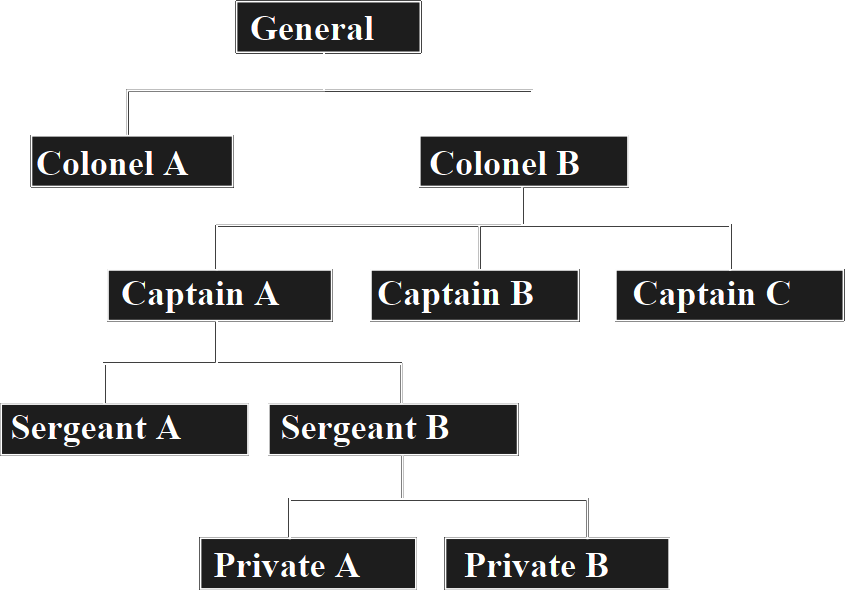 General
Colonel A
Colonel B
Captain A
Captain B
Captain C
Sergeant A
Sergeant B
Private A
Private B